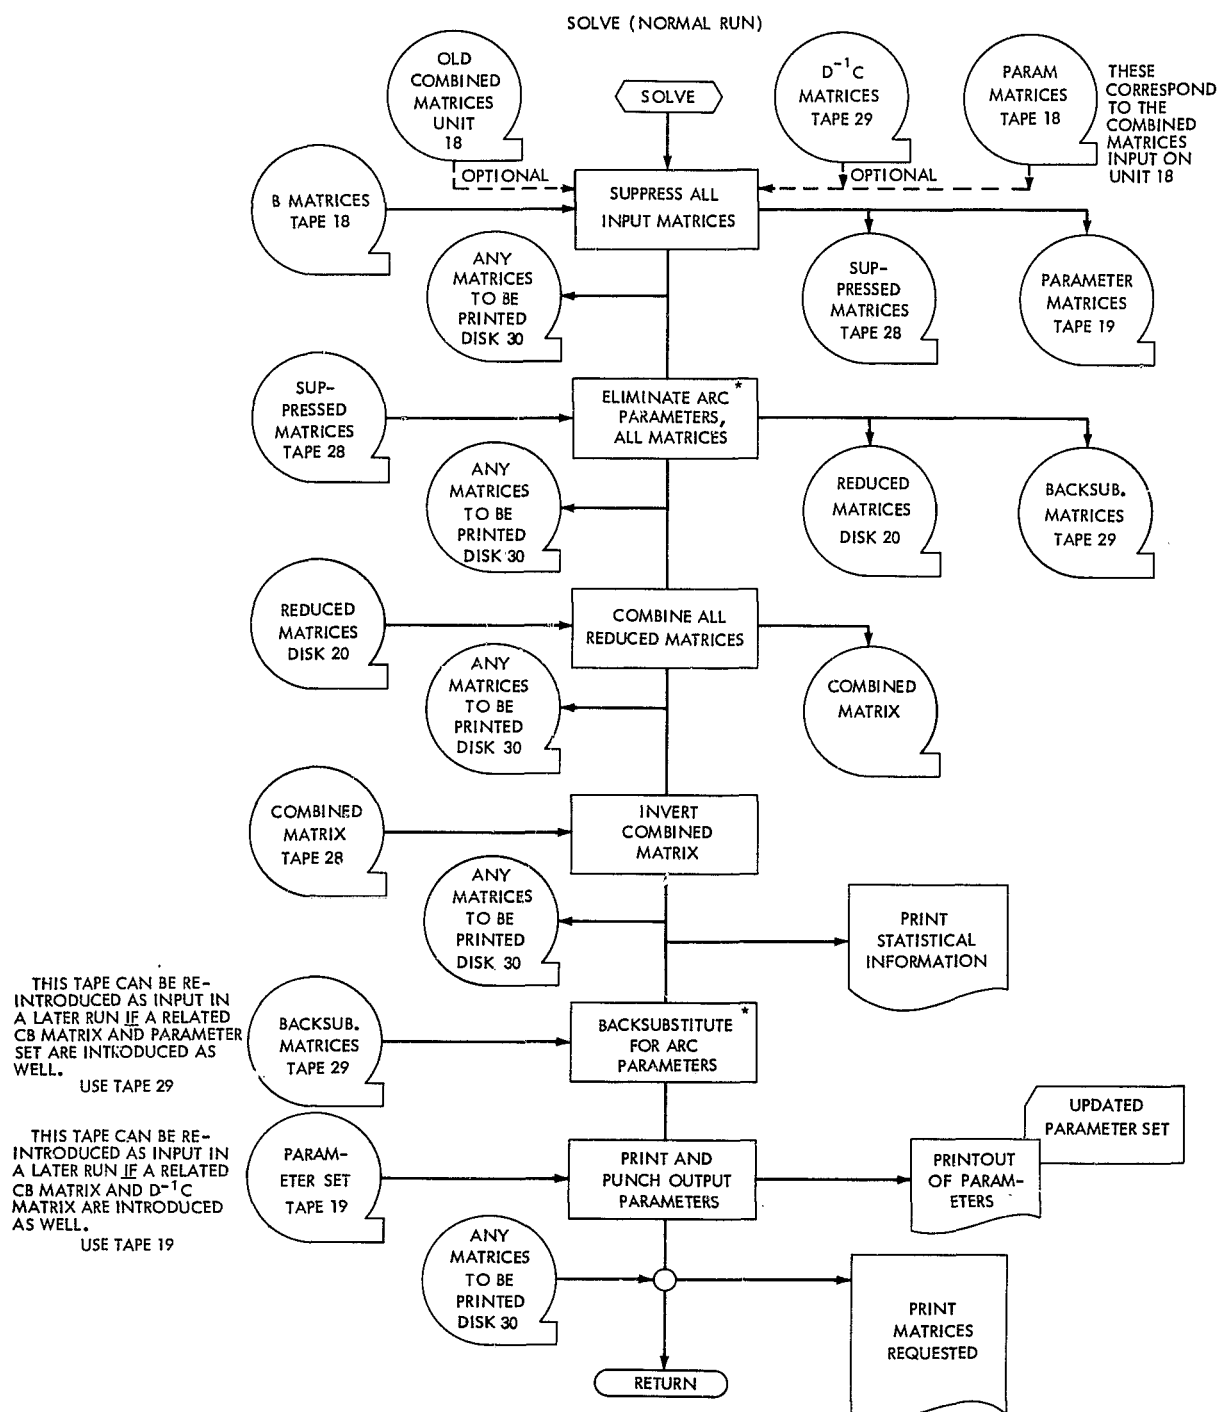 SOLVE (NORMAL RUN)
OLD
COMBINED
MATRICES
UNIT
18
SOLVE
D⁻¹C
MATRICES
TAPE 29
PARAM
MATRICES
TAPE 18
THESE
CORRESPOND
TO THE
COMBINED
MATRICES
INPUT ON
UNIT 18
OPTIONAL
OPTIONAL
B MATRICES
TAPE 18
SUPPRESS ALL
INPUT MATRICES
ANY
MATRICES
TO BE
PRINTED
DISK 30
SUP-
PRESSED
MATRICES
TAPE 28
PARAMETER
MATRICES
TAPE 19
SUP-
PRESSED
MATRICES
TAPE 28
ELIMINATE ARC *
PARAMETERS,
ALL MATRICES
ANY
MATRICES
TO BE
PRINTED
DISK 30
REDUCED
MATRICES
DISK 20
BACKSUB.
MATRICES
TAPE 29
REDUCED
MATRICES
DISK 20
COMBINE ALL
REDUCED MATRICES
ANY
MATRICES
TO BE
PRINTED
DISK 30
COMBINED
MATRIX
COMBINED
MATRIX
TAPE 28
INVERT
COMBINED
MATRIX
ANY
MATRICES
TO BE
PRINTED
DISK 30
PRINT
STATISTICAL
INFORMATION
THIS TAPE CAN BE RE-
INTRODUCED AS INPUT IN
A LATER RUN IF A RELATED
CB MATRIX AND PARAMETER
SET ARE INTRODUCED AS
WELL.
USE TAPE 29
BACKSUB.
MATRICES
TAPE 29
BACKSUBSTITUTE *
FOR ARC
PARAMETERS
THIS TAPE CAN BE RE-
INTRODUCED AS INPUT IN
A LATER RUN IF A RELATED
CB MATRIX AND D⁻¹C
MATRIX ARE INTRODUCED
AS WELL.
USE TAPE 19
PARAM-
ETER SET
TAPE 19
PRINT AND
PUNCH OUTPUT
PARAMETERS
UPDATED
PARAMETER SET
PRINTOUT
OF PARAM-
ETERS
ANY
MATRICES
TO BE
PRINTED
DISK 30
PRINT
MATRICES
REQUESTED
RETURN